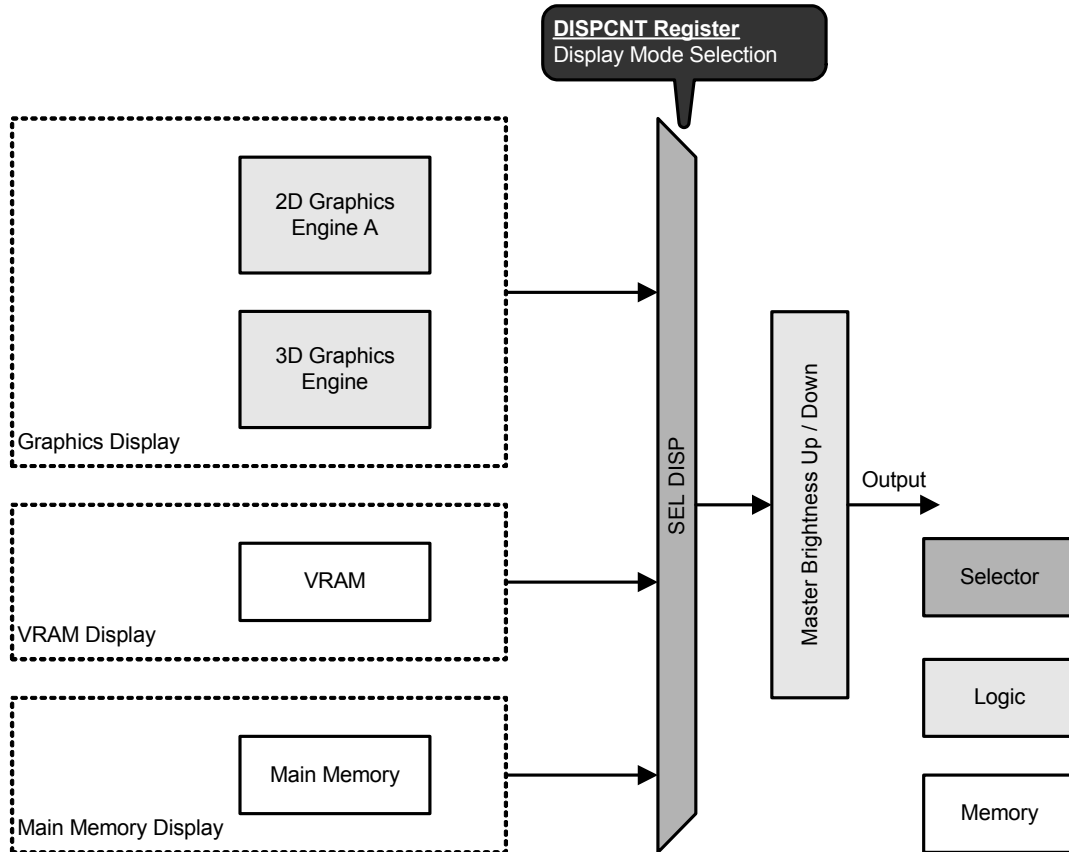 DISPCNT Register
Display Mode Selection
2D Graphics
Engine A
3D Graphics
Engine
Graphics Display
VRAM
VRAM Display
Main Memory
Main Memory Display
SEL DISP
Master Brightness Up / Down
Output
Selector
Logic
Memory